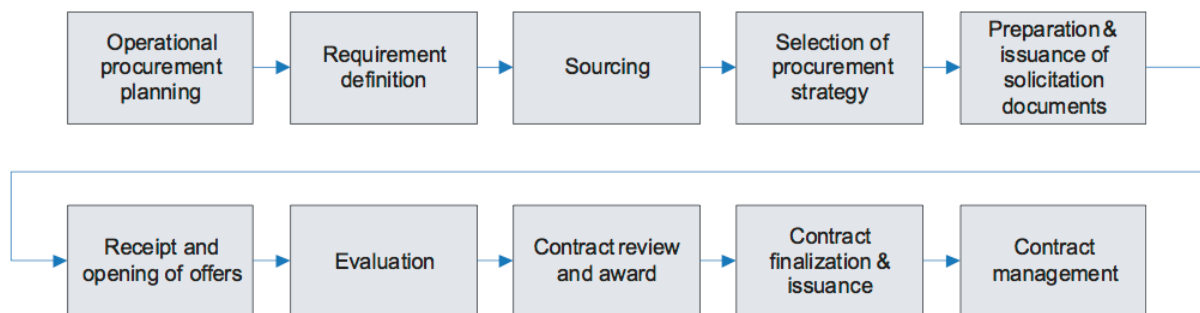 Operational
procurement
planning
Requirement
definition
Sourcing
Selection of
procurement
strategy
Preparation &
issuance of
solicitation
documents
Receipt and
opening of offers
Evaluation
Contract review
and award
Contract
finalization &
issuance
Contract
management